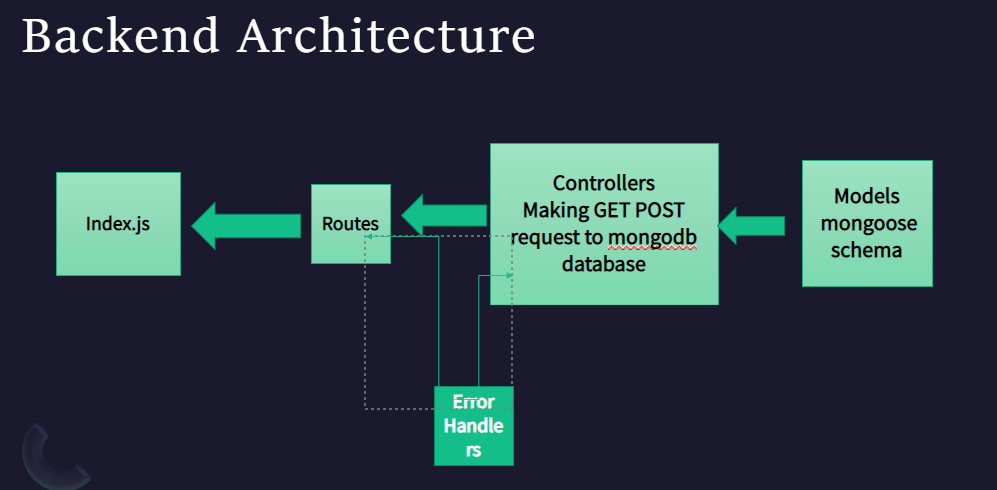 Backend Architecture
Index.js
Routes
Controllers
Making GET POST
request to mongodb
database
Models
mongoose
schema
Error
Handle
rs